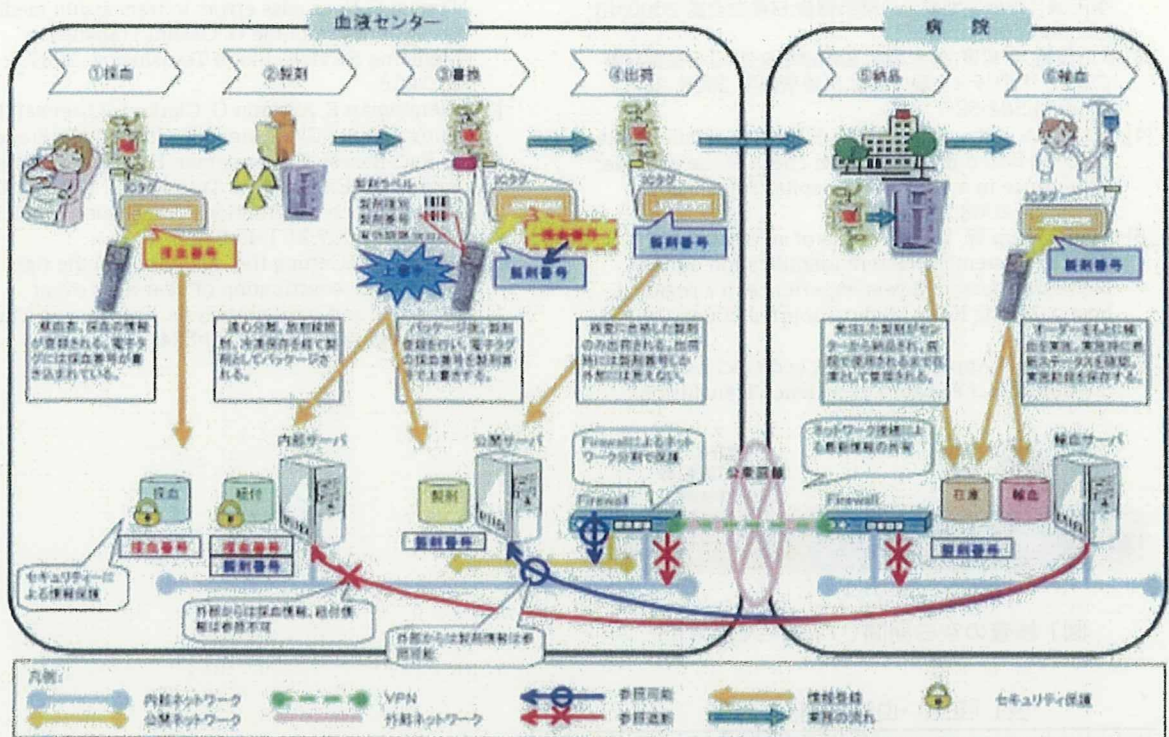 血液センター
病 院
①採血
②製剤
③書換
④出荷
⑤納品
⑥輸血
ICタグ
採血番号
製剤ラベル
製剤種別
製剤番号
有効期限
上書き
ICタグ
採血番号
製剤番号
ICタグ
製剤番号
ICタグ
製剤番号
献血者、採血の情報
が登録される。電子タ
グには採血番号が書
き込まれている。
遠心分離、放射線照
射、冷凍保存を経て製
剤としてパッケージさ
れる。
パッケージ後、製剤
登録を行い、電子タグ
の採血番号を製剤番
号で上書きする。
検査に合格した製剤
のみ出荷される。出荷
時には製剤番号しか
外部には見えない。
発注した製剤がセン
ターから納品され、病
院で使用されるまで在
庫として管理される。
オーダーをもとに輸
血を実施。実施時に最
新ステータスを確認。
実施記録を保存する。
内部サーバ
公開サーバ
Firewallによるネット
ワーク分割で保護
公衆回線
ネットワーク接続によ
る最新情報の共有
輸血サーバ
採血
紐付
製剤
Firewall
Firewall
在庫
輸血
採血番号
採血番号
製剤番号
製剤番号
製剤番号
セキュリティーに
よる情報保護
外部からは採血情報、紐付情
報は参照不可
外部からは製剤情報は参
照可能
凡例:
内部ネットワーク
VPN
参照可能
情報登録
セキュリティ保護
公開ネットワーク
外部ネットワーク
参照遮断
業務の流れ